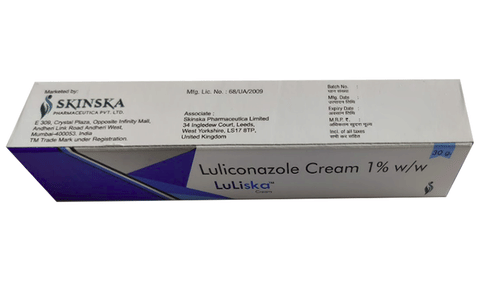 Marketed by:
SKINSKA
PHARMACEUTICA PVT. LTD.
E 309, Crystal Plaza, Opposite Infinity Mall,
Andheri Link Road Andheri West,
Mumbai-400053, India
TM Trade Mark under Registration.
Mfg. Lic. No.: 68/UA/2009
Associate :
Skinska Pharmaceutica Limited
34 Ingledew Court, Leeds,
West Yorkshire, LS17 8TP,
United Kingdom
Batch No.
Mfg. Date
Expiry Date
M.R.P. ₹ :
Incl. of all taxes
Luliconazole Cream 1% w/w
LuLiska™
Cream
30 g